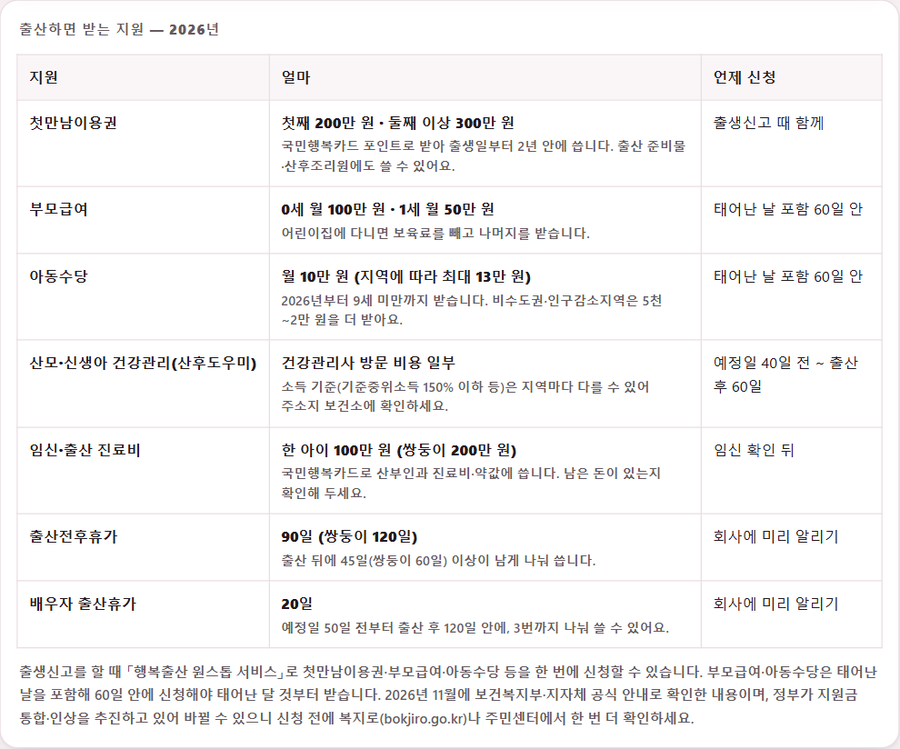 출산하면 받는 지원 — 2026년
지원
얼마
언제 신청
첫만남이용권
첫째 200만 원 · 둘째 이상 300만 원
국민행복카드 포인트로 받아 출생일부터 2년 안에 씁니다. 출산 준비물
·산후조리원에도 쓸 수 있어요.
출생신고 때 함께
부모급여
0세 월 100만 원 · 1세 월 50만 원
어린이집에 다니면 보육료를 빼고 나머지를 받습니다.
태어난 날 포함 60일 안
아동수당
월 10만 원 (지역에 따라 최대 13만 원)
2026년부터 9세 미만까지 받습니다. 비수도권·인구감소지역은 5천
~2만 원을 더 받아요.
태어난 날 포함 60일 안
산모·신생아 건강관리(산후도우미)
건강관리사 방문 비용 일부
소득 기준(기준중위소득 150% 이하 등)은 지역마다 다를 수 있어
주소지 보건소에 확인하세요.
예정일 40일 전 ~ 출산
후 60일
임신·출산 진료비
한 아이 100만 원 (쌍둥이 200만 원)
국민행복카드로 산부인과 진료비·약값에 씁니다. 남은 돈이 있는지
확인해 두세요.
임신 확인 뒤
출산전후휴가
90일 (쌍둥이 120일)
출산 뒤에 45일(쌍둥이 60일) 이상이 남게 나눠 씁니다.
회사에 미리 알리기
배우자 출산휴가
20일
예정일 50일 전부터 출산 후 120일 안에, 3번까지 나눠 쓸 수 있어요.
회사에 미리 알리기
출생신고를 할 때 「행복출산 원스톱 서비스」로 첫만남이용권·부모급여·아동수당 등을 한 번에 신청할 수 있습니다. 부모급여·아동수당은 태어난
날을 포함해 60일 안에 신청해야 태어난 달 것부터 받습니다. 2026년 11월에 보건복지부·지자체 공식 안내로 확인한 내용이며, 정부가 지원금
통합·인상을 추진하고 있어 바뀔 수 있으니 신청 전에 복지로(bokjiro.go.kr)나 주민센터에서 한 번 더 확인하세요.